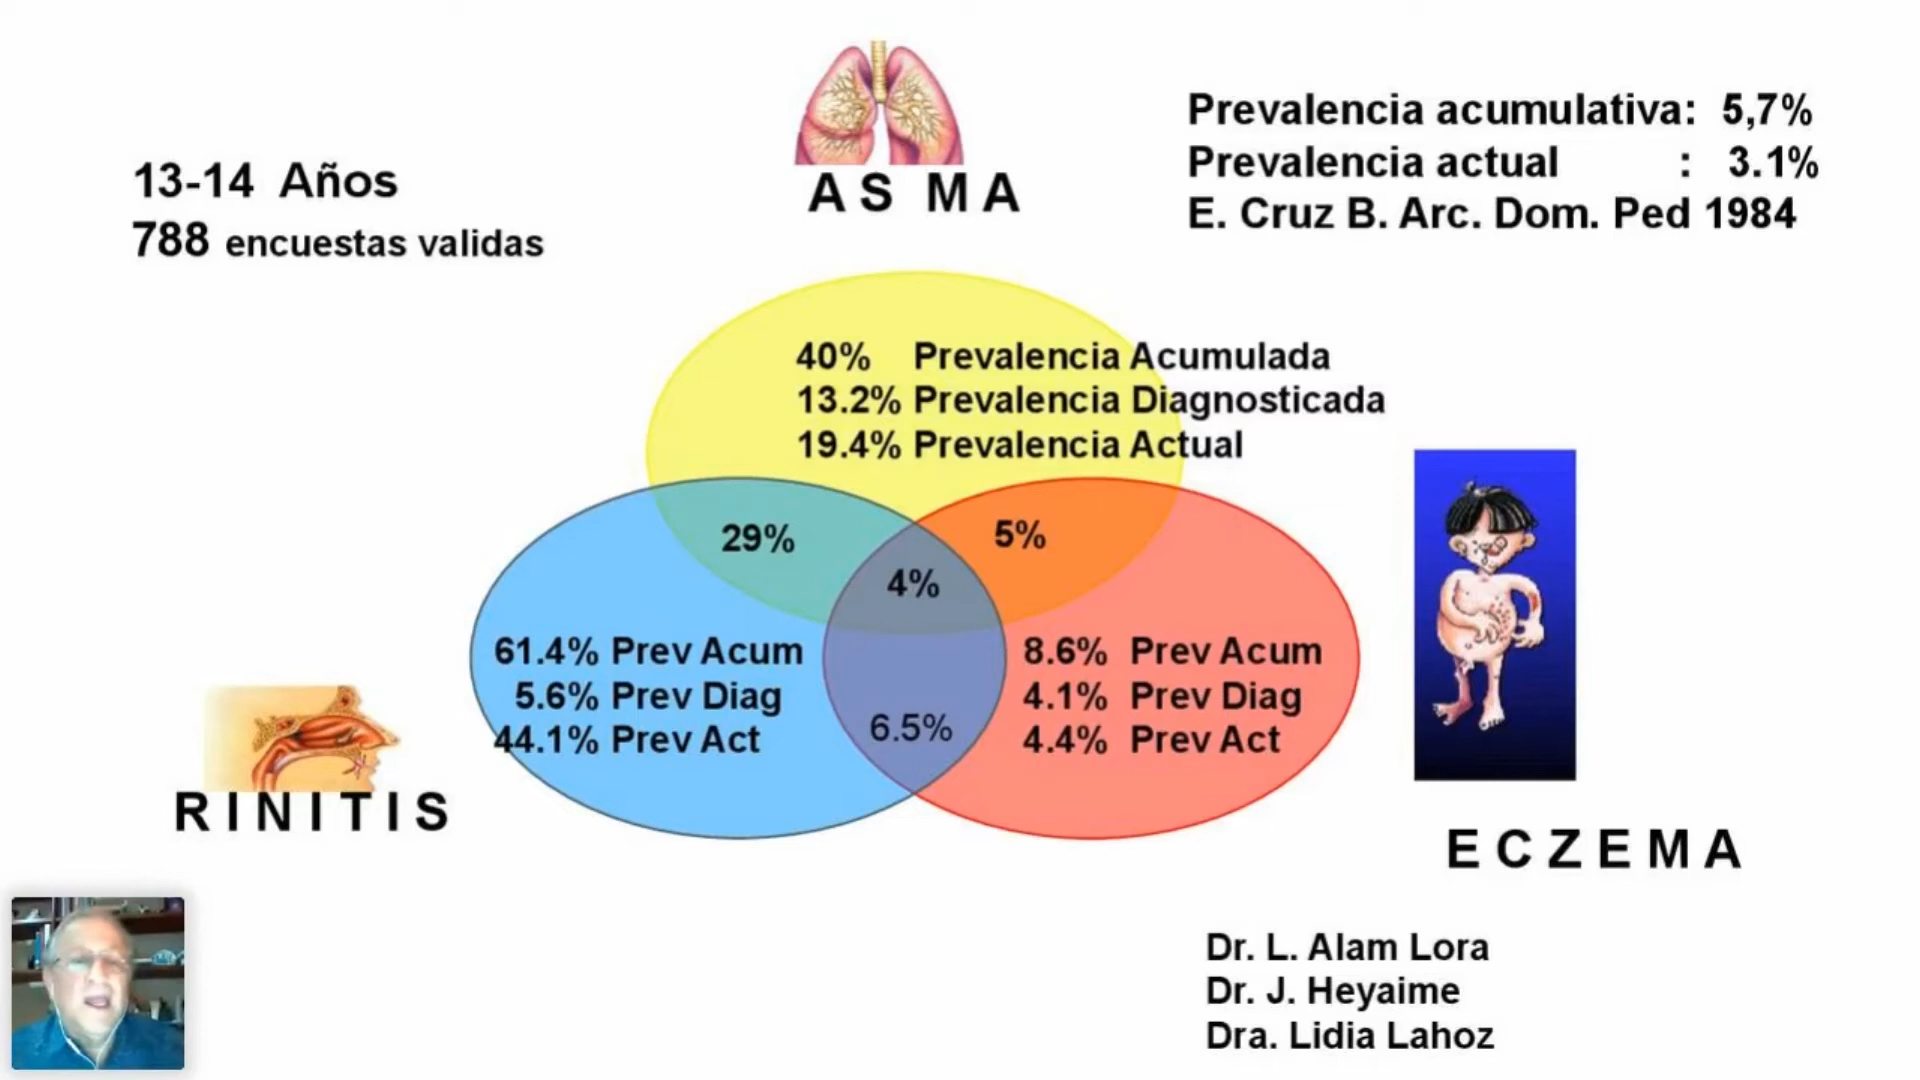 13-14 Años
788 encuestas validas
AS MA
Prevalencia acumulativa: 5,7%
Prevalencia actual : 3.1%
E. Cruz B. Arc. Dom. Ped 1984
40% Prevalencia Acumulada
13.2% Prevalencia Diagnosticada
19.4% Prevalencia Actual
29%
5%
4%
61.4% Prev Acum
5.6% Prev Diag
44.1% Prev Act
6.5%
8.6% Prev Acum
4.1% Prev Diag
4.4% Prev Act
RINITIS
ECZEMA
Dr. L. Alam Lora
Dr. J. Heyaime
Dra. Lidia Lahoz